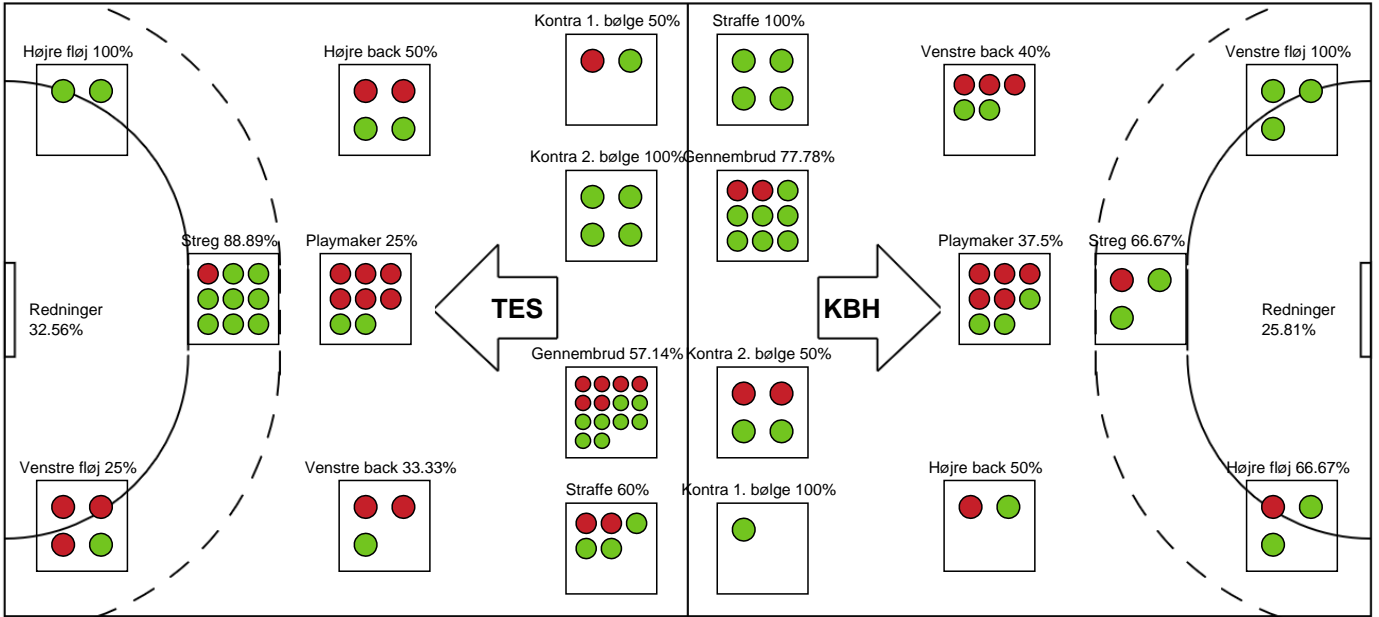 Kontra 1. bølge 50%
Straffe 100%
Højre fløj 100%
Højre back 50%
Venstre back 40%
Venstre fløj 100%
Kontra 2. bølge 100%
Gennembrud 77.78%
Streg 88.89%
Playmaker 25%
Playmaker 37.5%
Streg 66.67%
Redninger
32.56%
TES
KBH
Redninger
25.81%
Gennembrud 57.14%
Kontra 2. bølge 50%
Venstre fløj 25%
Venstre back 33.33%
Højre back 50%
Højre fløj 66.67%
Straffe 60%
Kontra 1. bølge 100%